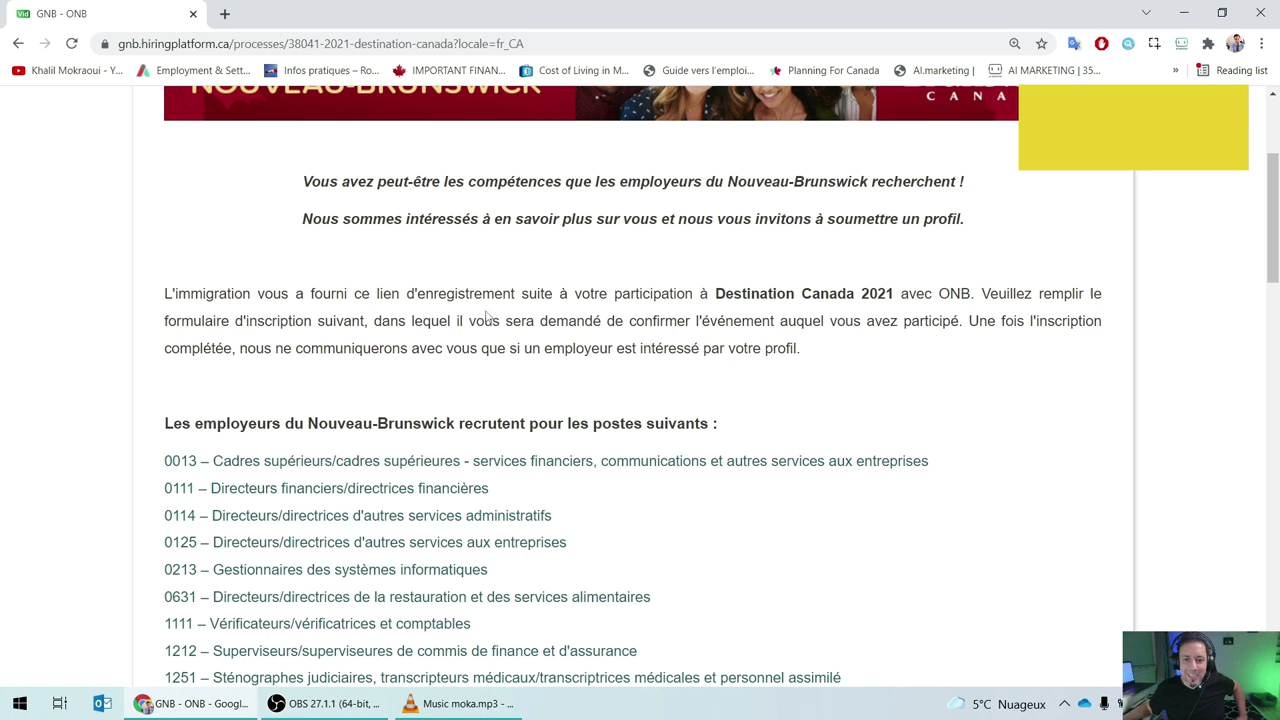 GNB - ONB
gnb.hiringplatform.ca/processes/38041-2021-destination-canada?locale=fr_CA
Khalil Mokraoui - Y...
Employment & Sett...
Infos pratiques – Ro...
IMPORTANT FINAN...
Cost of Living in M...
Guide vers l'emploi...
Planning For Canada
AI.marketing |
AI MARKETING | 35...
»
Reading list
NOUVEAU-BRUNSWICK
CANA
Vous avez peut-être les compétences que les employeurs du Nouveau-Brunswick recherchent !
Nous sommes intéressés à en savoir plus sur vous et nous vous invitons à soumettre un profil.
L'immigration vous a fourni ce lien d'enregistrement suite à votre participation à Destination Canada 2021 avec ONB. Veuillez remplir le
formulaire d'inscription suivant, dans lequel il vous sera demandé de confirmer l'événement auquel vous avez participé. Une fois l'inscription
complétée, nous ne communiquerons avec vous que si un employeur est intéressé par votre profil.
Les employeurs du Nouveau-Brunswick recrutent pour les postes suivants :
0013 – Cadres supérieurs/cadres supérieures - services financiers, communications et autres services aux entreprises
0111 – Directeurs financiers/directrices financières
0114 – Directeurs/directrices d'autres services administratifs
0125 – Directeurs/directrices d'autres services aux entreprises
0213 – Gestionnaires des systèmes informatiques
0631 – Directeurs/directrices de la restauration et des services alimentaires
1111 – Vérificateurs/vérificatrices et comptables
1212 – Superviseurs/superviseures de commis de finance et d'assurance
1251 – Sténographes judiciaires, transcripteurs médicaux/transcriptrices médicales et personnel assimilé
GNB - ONB - Googl...
OBS 27.1.1 (64-bit, ...
Music moka.mp3 - ...
5°C Nuageux